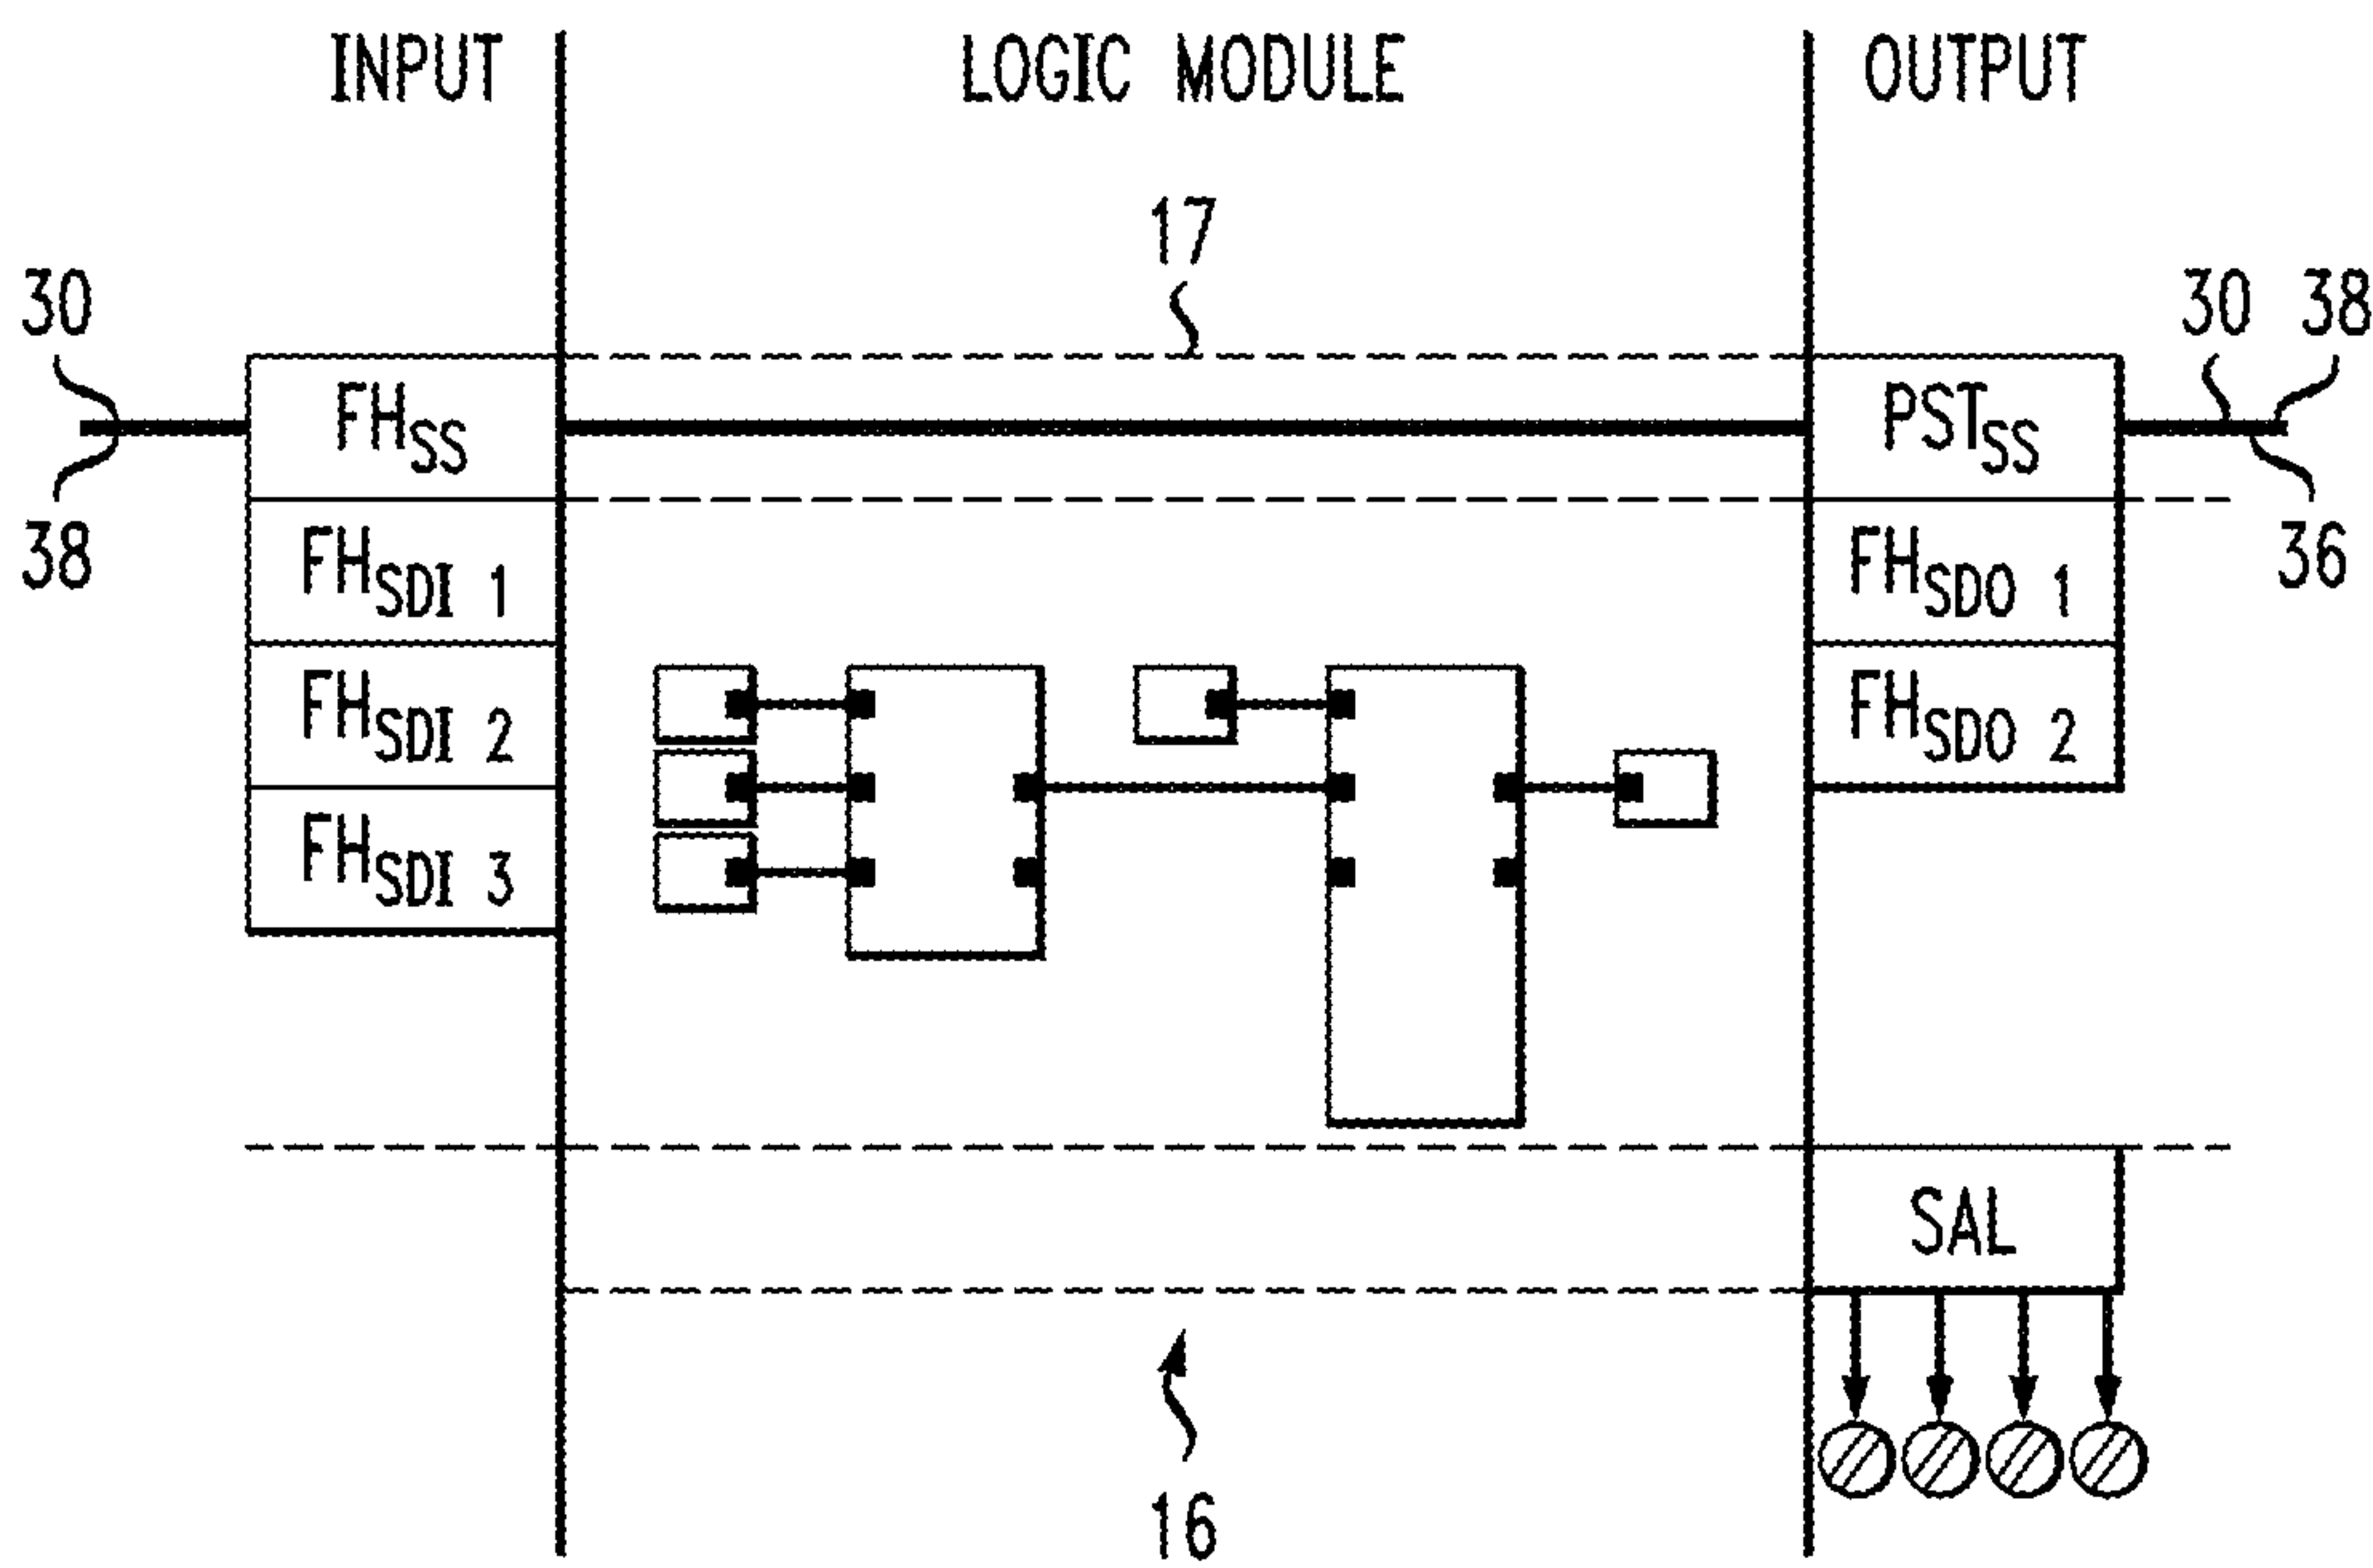 INPUT LOGIC MODULE OUTPUT
17
30 30 38
FHSS PSTSS
38 36
FHSDI 1 FHSDO 1
FHSDI 2 FHSDO 2
FHSDI 3
SAL
16